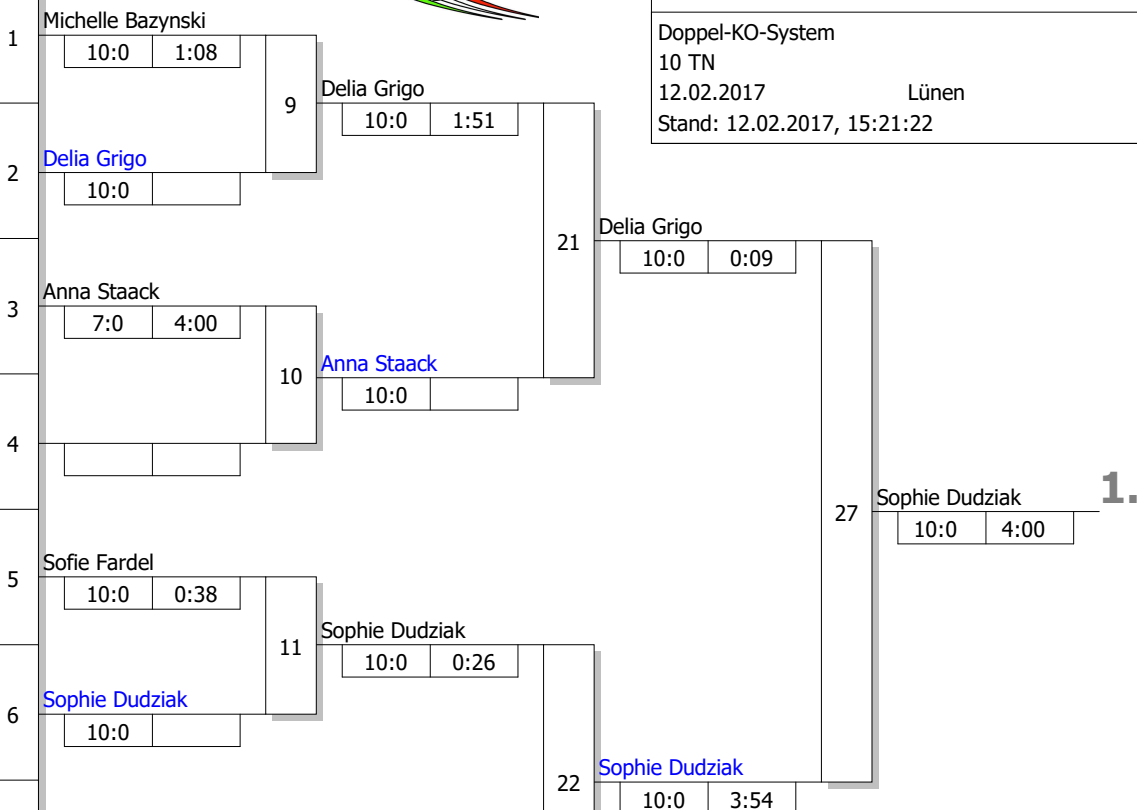 Doppel-KO-System
10 TN
12.02.2017 Lünen
Stand: 12.02.2017, 15:21:22
1
Michelle Bazynski
10:0 1:08
9
Delia Grigo
10:0 1:51
2
Delia Grigo
10:0
21
Delia Grigo
10:0 0:09
3
Anna Staack
7:0 4:00
10
Anna Staack
10:0
4
27
Sophie Dudziak
10:0 4:00
1.
5
Sofie Fardel
10:0 0:38
11
Sophie Dudziak
10:0 0:26
6
Sophie Dudziak
10:0
22
Sophie Dudziak
10:0 3:54